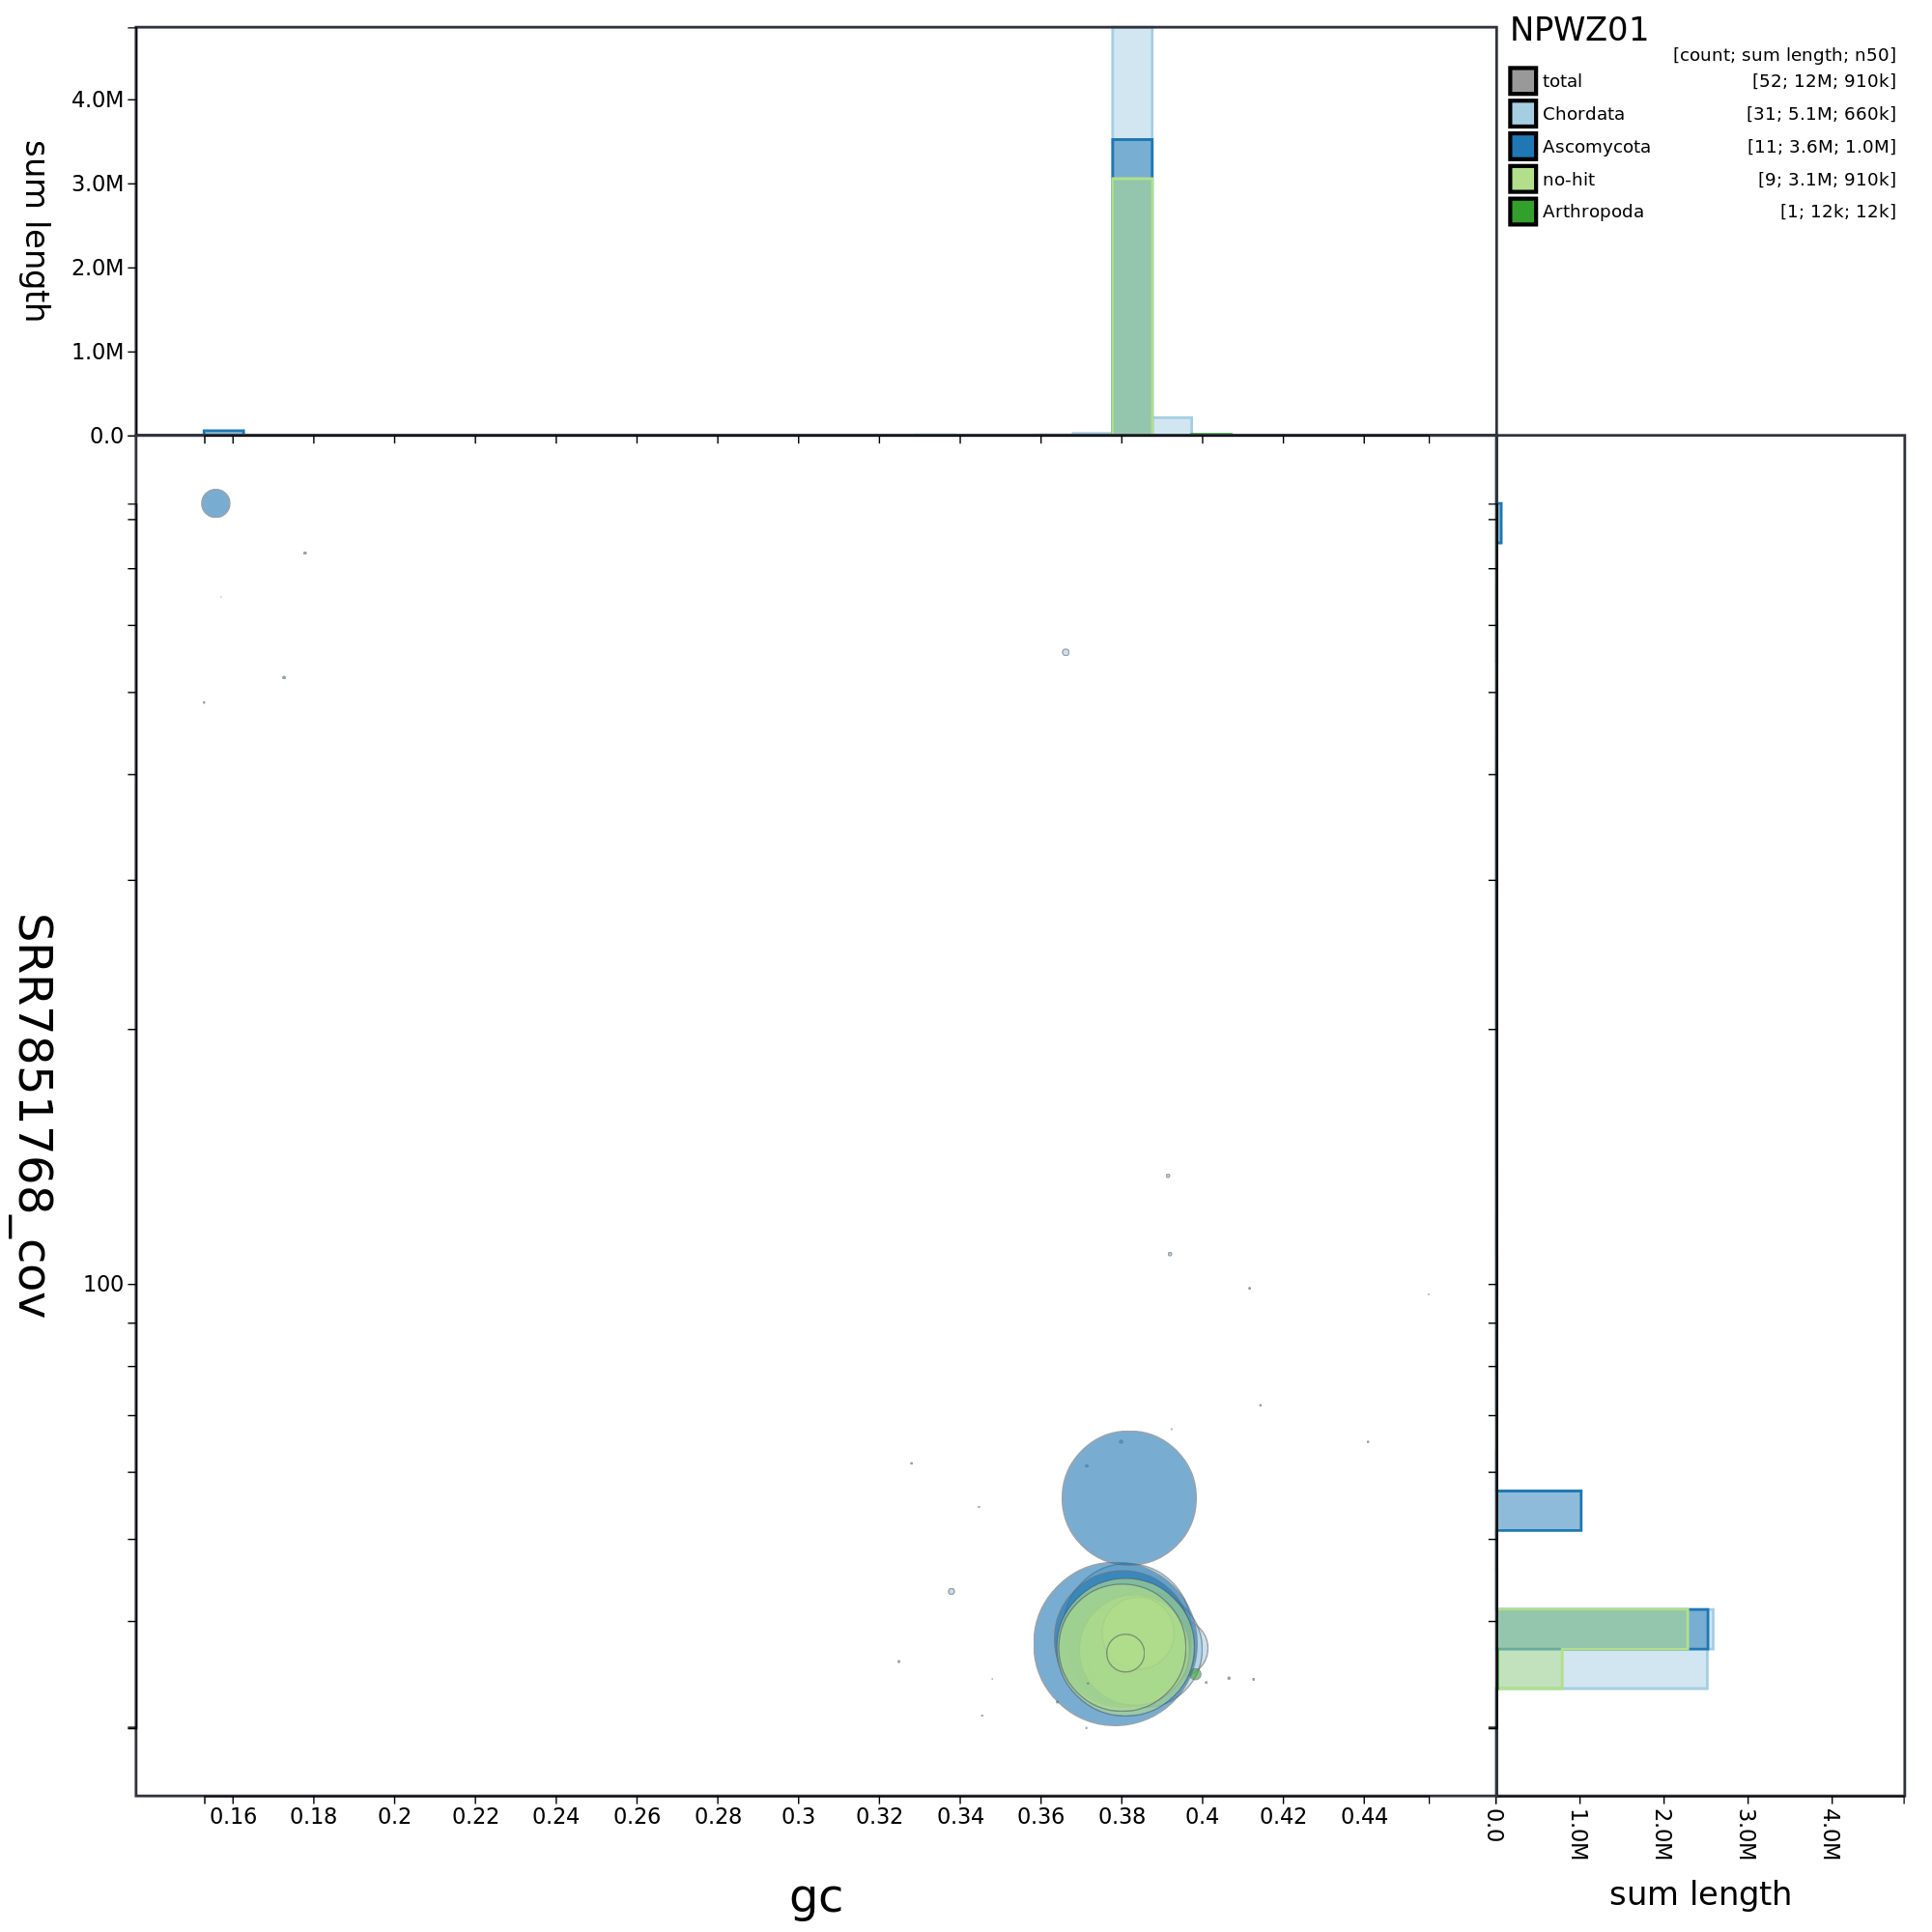 NPWZ01
[count; sum length; n50]
total [52; 12M; 910k]
Chordata [31; 5.1M; 660k]
Ascomycota [11; 3.6M; 1.0M]
no-hit [9; 3.1M; 910k]
Arthropoda [1; 12k; 12k]
sum length
4.0M
3.0M
2.0M
1.0M
0.0
SRR7851768_cov
100
0.16 0.18 0.2 0.22 0.24 0.26 0.28 0.3 0.32 0.34 0.36 0.38 0.4 0.42 0.44
gc
0.0 1.0M 2.0M 3.0M 4.0M
sum length